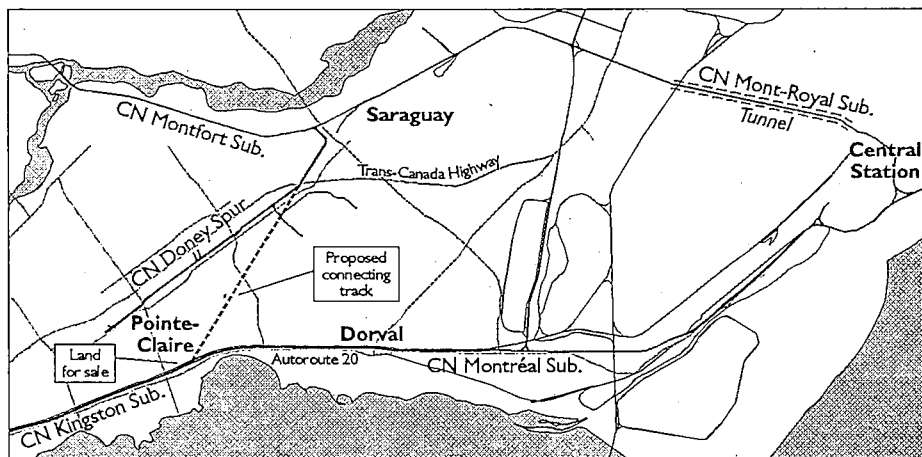 CN Mont-Royal Sub.
Tunnel
Central
Station
CN Montfort Sub.
Saraguay
Trans-Canada Highway
CN Doney Spur
Proposed
connecting
track
Pointe-
Claire
Dorval
Land
for sale
Autoroute 20
CN Montréal Sub.
CN Kingston Sub.